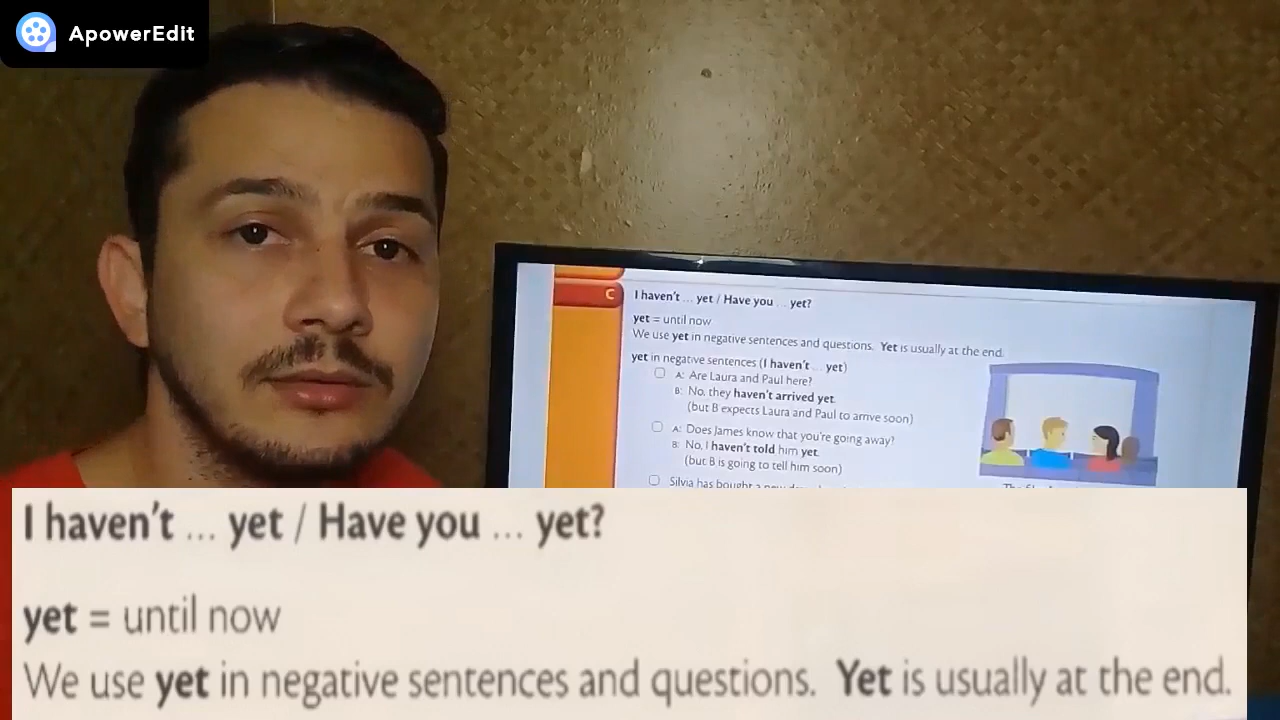 ApowerEdit
C
I haven't ... yet / Have you ... yet?
yet = until now
We use yet in negative sentences and questions. Yet is usually at the end.
yet in negative sentences (I haven't ... yet)
A: Are Laura and Paul here?
B: No, they haven't arrived yet.
(but B expects Laura and Paul to arrive soon)
A: Does James know that you're going away?
B: No, I haven't told him yet.
(but B is going to tell him soon)
Silvia has bought a new
I haven't ... yet / Have you ... yet?
yet = until now
We use yet in negative sentences and questions. Yet is usually at the end.